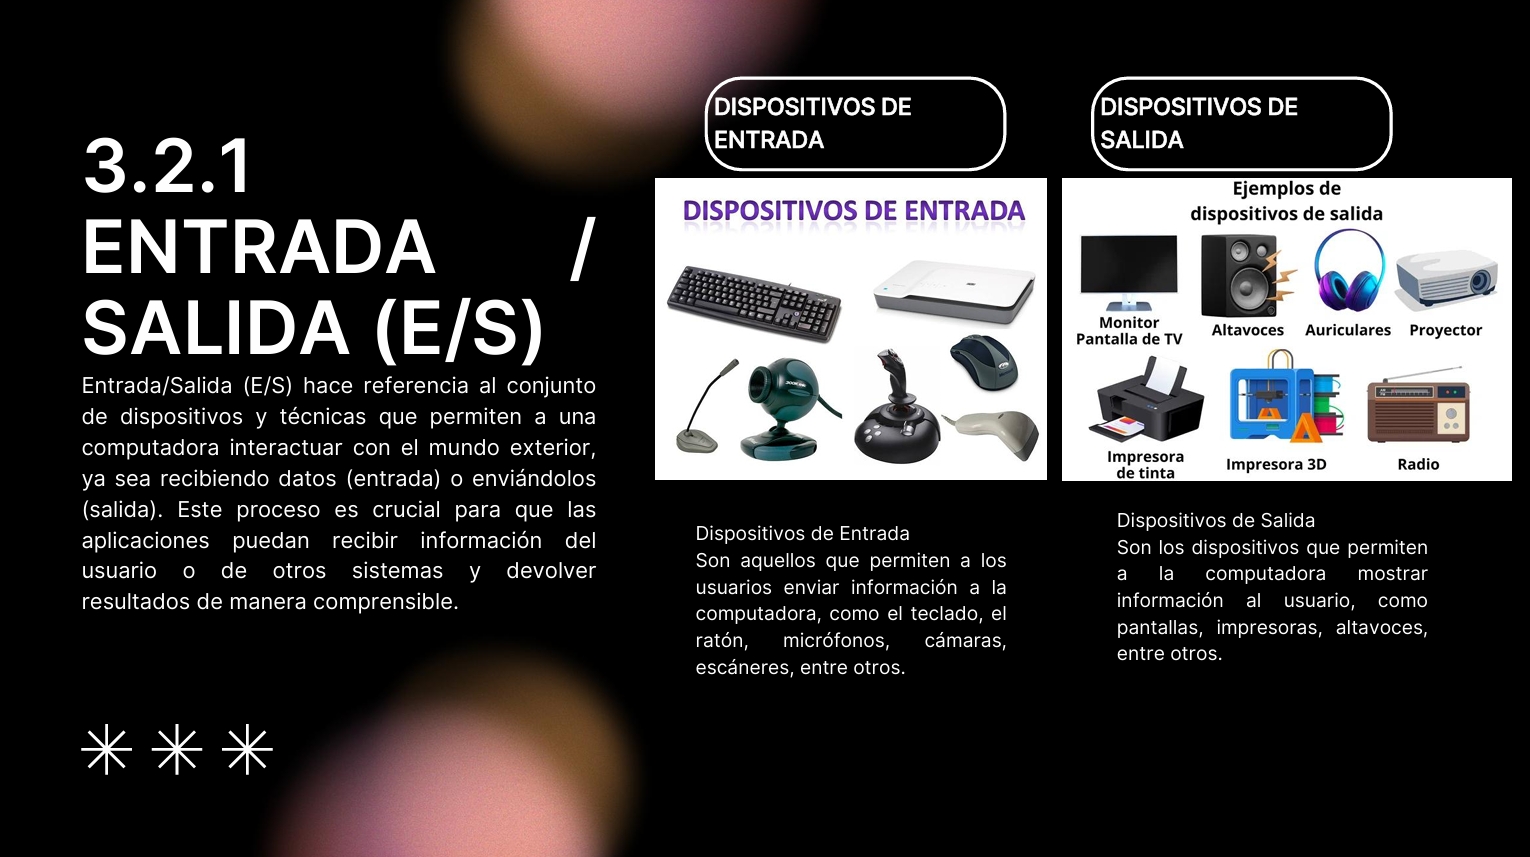 3.2.1
ENTRADA /
SALIDA (E/S)
Entrada/Salida (E/S) hace referencia al conjunto
de dispositivos y técnicas que permiten a una
computadora interactuar con el mundo exterior,
ya sea recibiendo datos (entrada) o enviándolos
(salida). Este proceso es crucial para que las
aplicaciones puedan recibir información del
usuario o de otros sistemas y devolver
resultados de manera comprensible.
DISPOSITIVOS DE
ENTRADA
DISPOSITIVOS DE ENTRADA
Dispositivos de Entrada
Son aquellos que permiten a los
usuarios enviar información a la
computadora, como el teclado, el
ratón, micrófonos, cámaras,
escáneres, entre otros.
DISPOSITIVOS DE
SALIDA
Ejemplos de
dispositivos de salida
Monitor
Pantalla de TV
Altavoces
Auriculares
Proyector
Impresora
de tinta
Impresora 3D
Radio
Dispositivos de Salida
Son los dispositivos que permiten
a la computadora mostrar
información al usuario, como
pantallas, impresoras, altavoces,
entre otros.